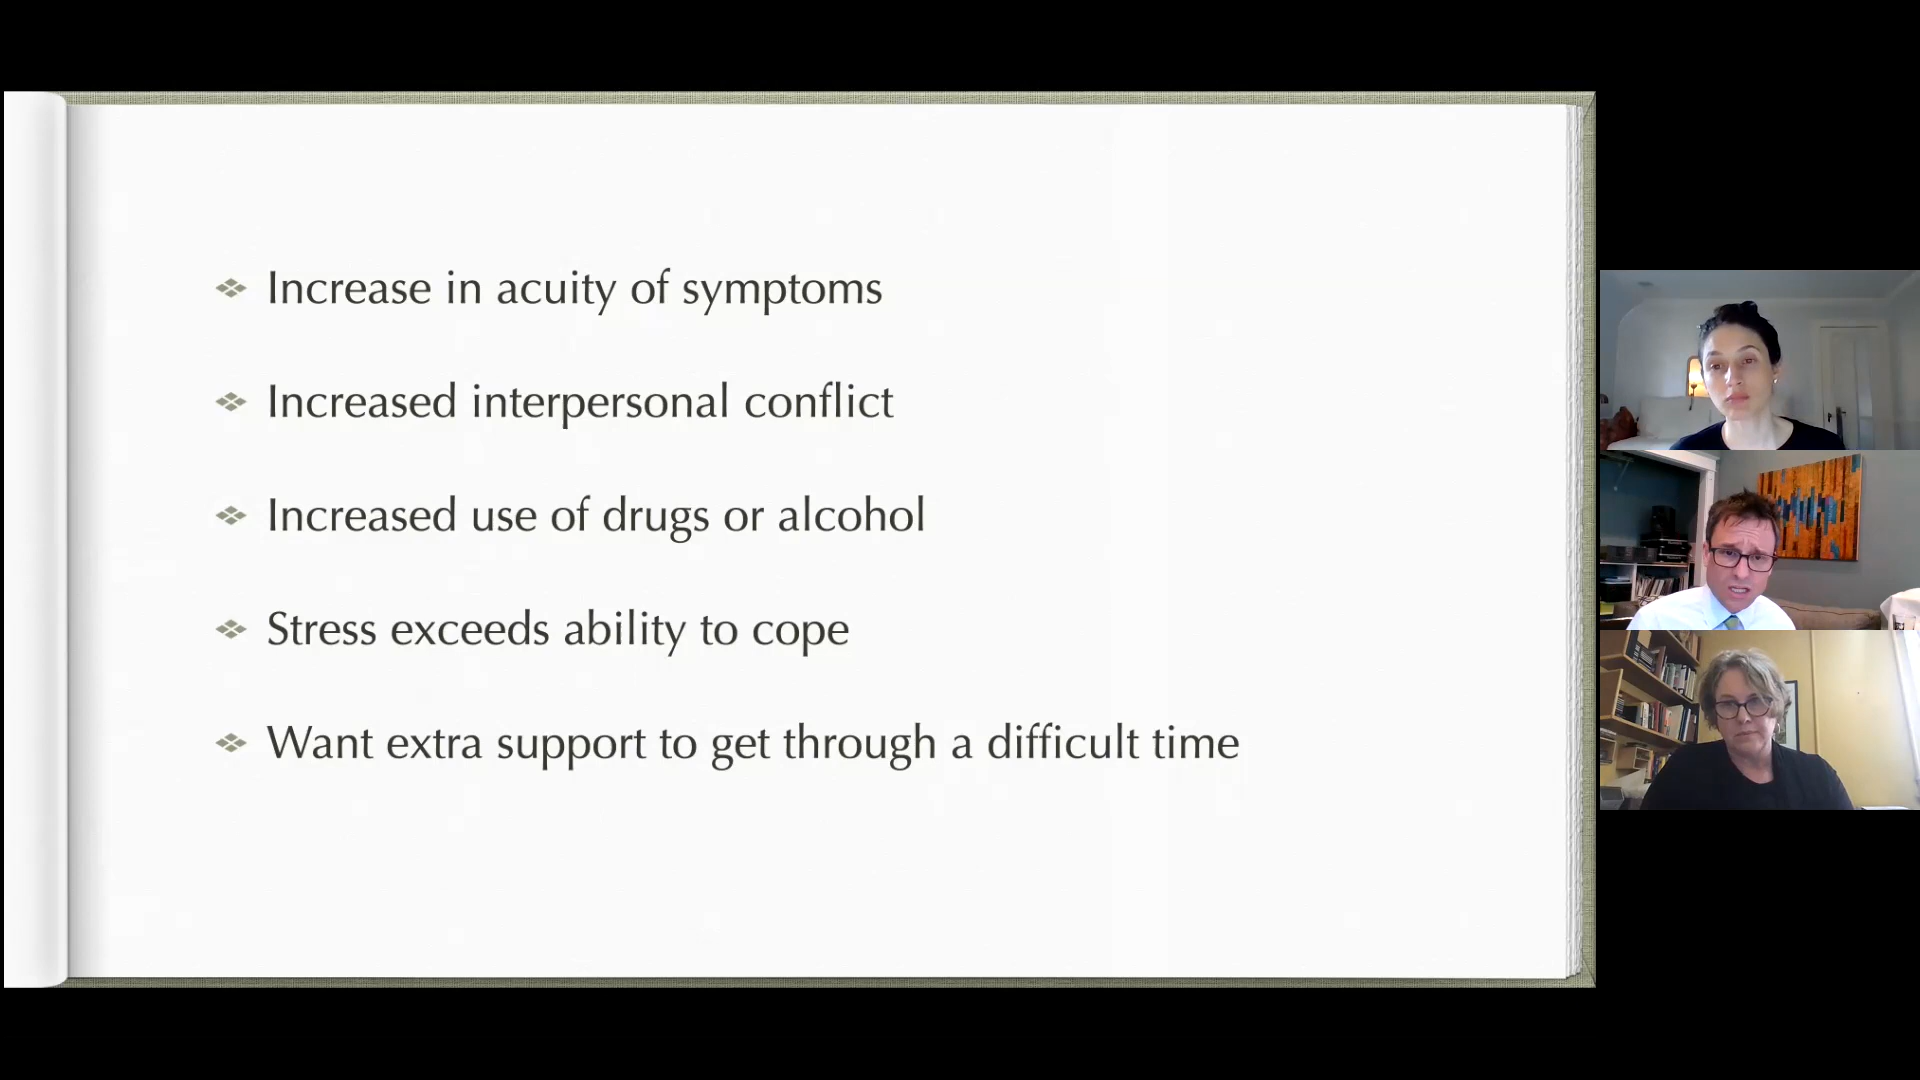 Increase in acuity of symptoms
Increased interpersonal conflict
Increased use of drugs or alcohol
Stress exceeds ability to cope
Want extra support to get through a difficult time